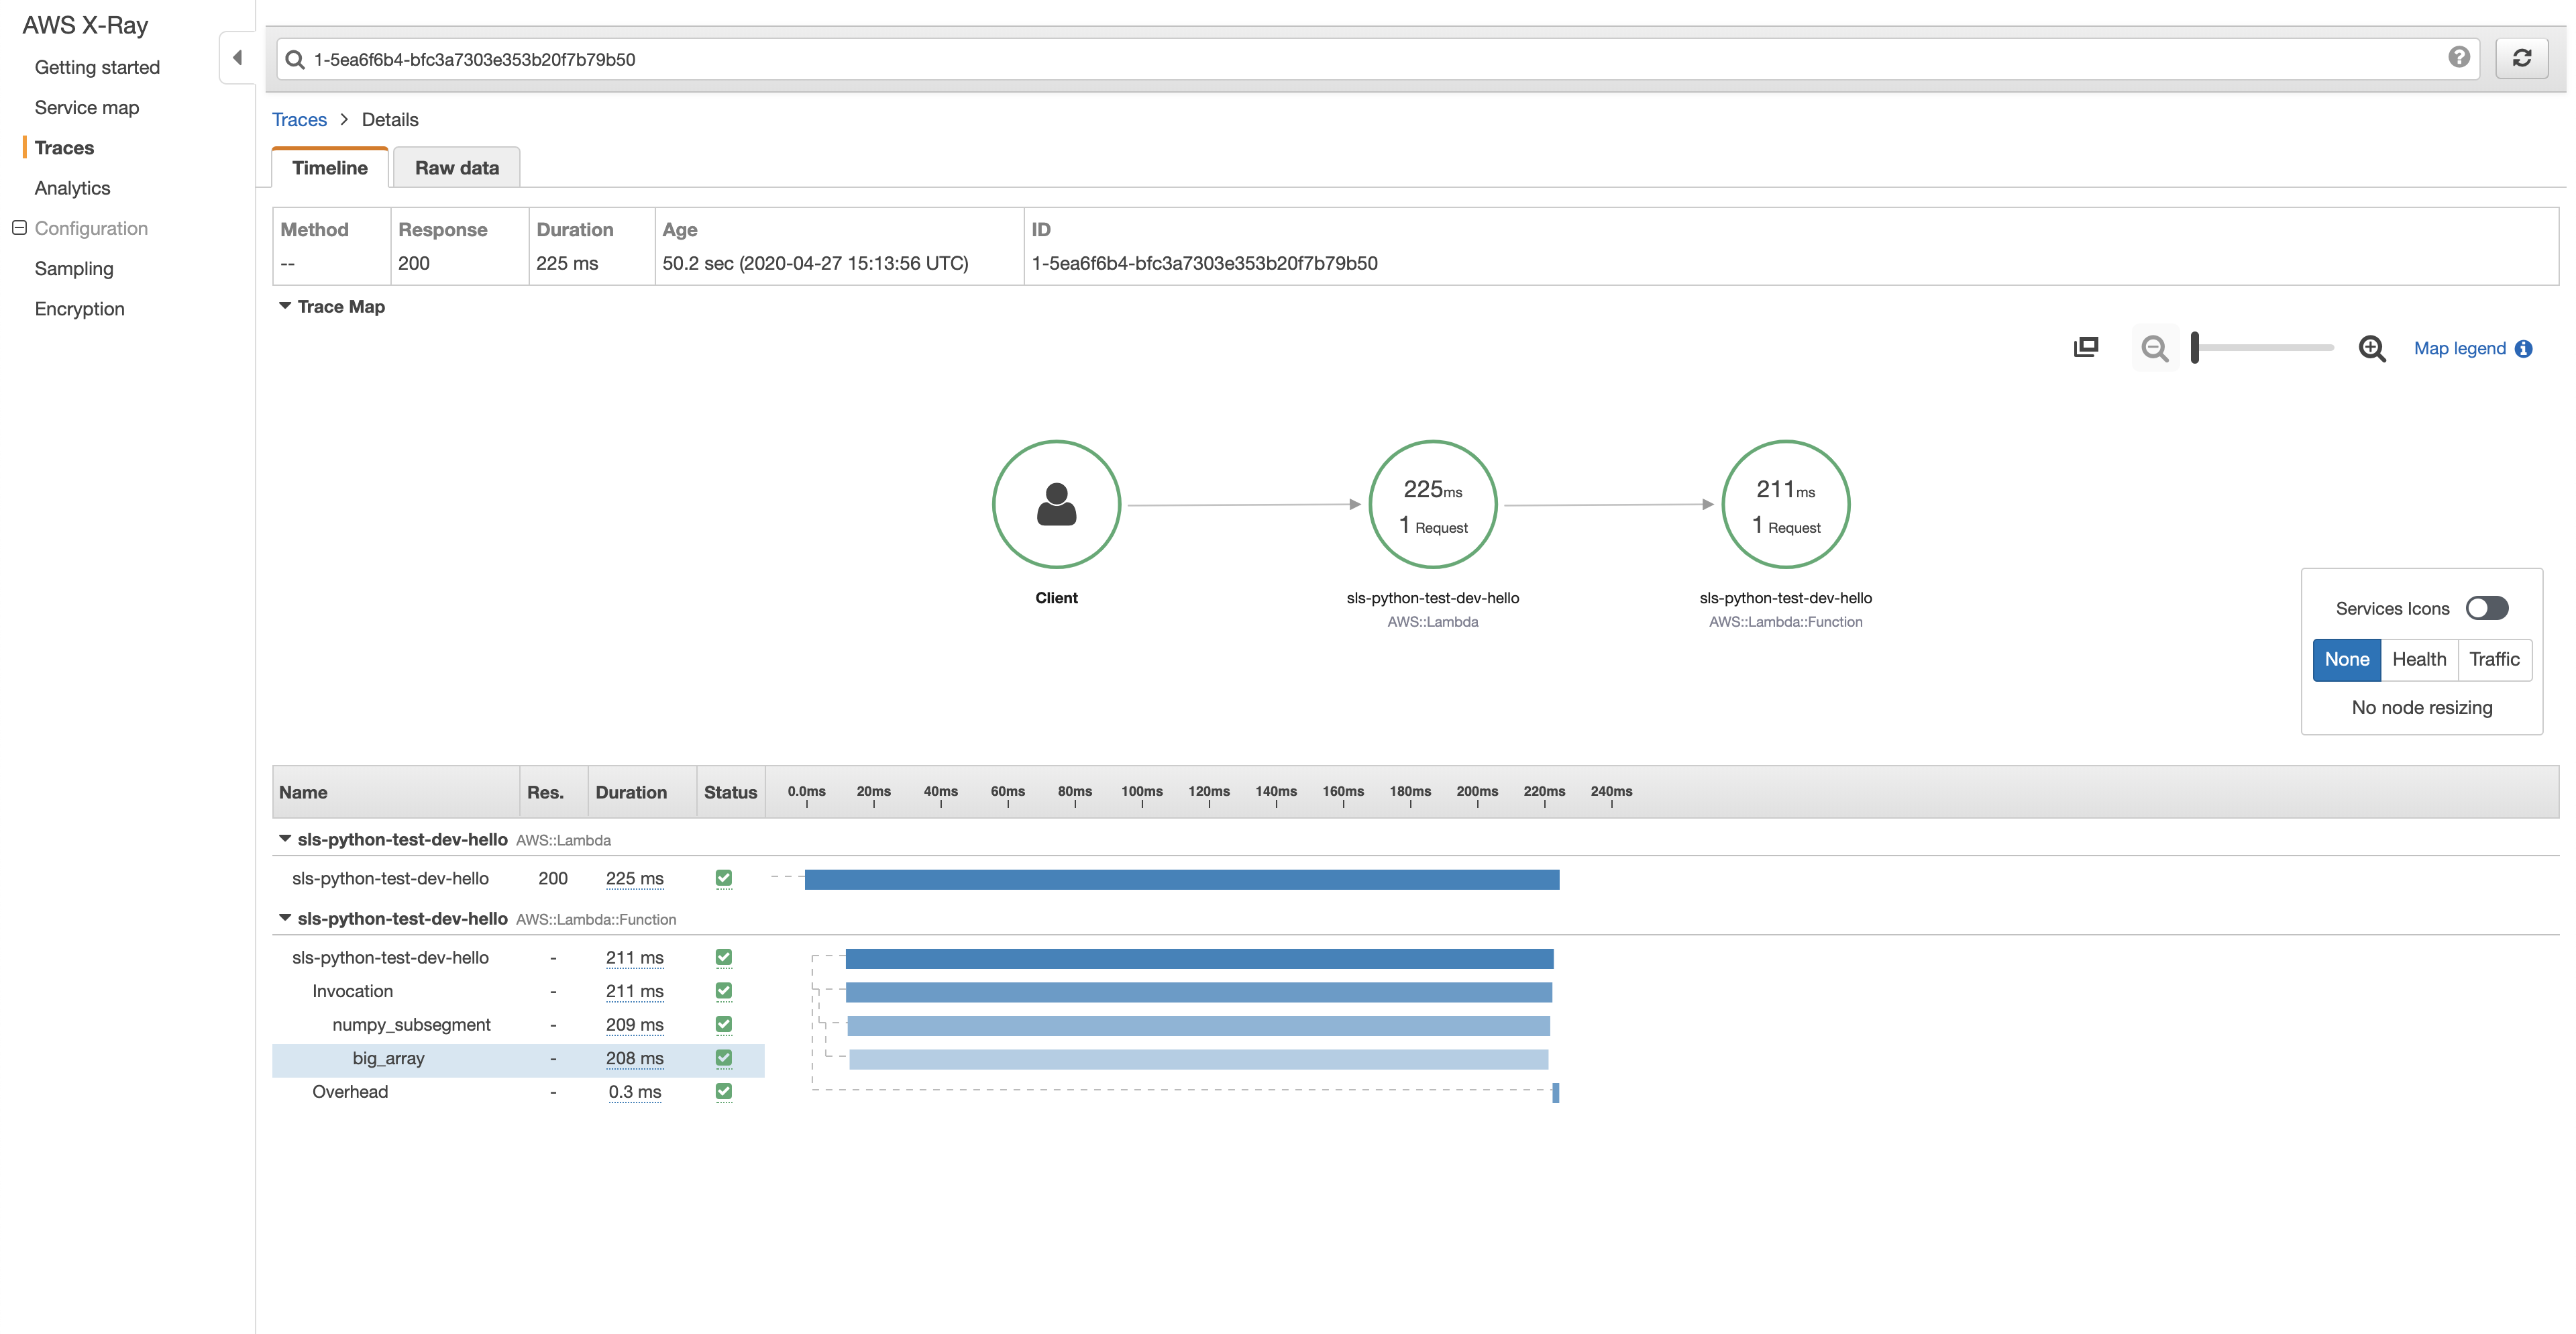 AWS X-Ray
Getting started
Service map
Traces
Analytics
Configuration
Sampling
Encryption
1-5ea6f6b4-bfc3a7303e353b20f7b79b50
Traces > Details
Timeline Raw data
Method Response Duration Age ID
-- 200 225 ms 50.2 sec (2020-04-27 15:13:56 UTC) 1-5ea6f6b4-bfc3a7303e353b20f7b79b50
Trace Map
Map legend
225ms 211ms
1 Request 1 Request
Client sls-python-test-dev-hello sls-python-test-dev-hello
AWS::Lambda AWS::Lambda::Function
Services Icons
None Health Traffic
No node resizing
Name Res. Duration Status 0.0ms 20ms 40ms 60ms 80ms 100ms 120ms 140ms 160ms 180ms 200ms 220ms 240ms
sls-python-test-dev-hello AWS::Lambda
sls-python-test-dev-hello 200 225 ms
sls-python-test-dev-hello AWS::Lambda::Function
sls-python-test-dev-hello - 211 ms
Invocation - 211 ms
numpy_subsegment - 209 ms
big_array - 208 ms
Overhead - 0.3 ms